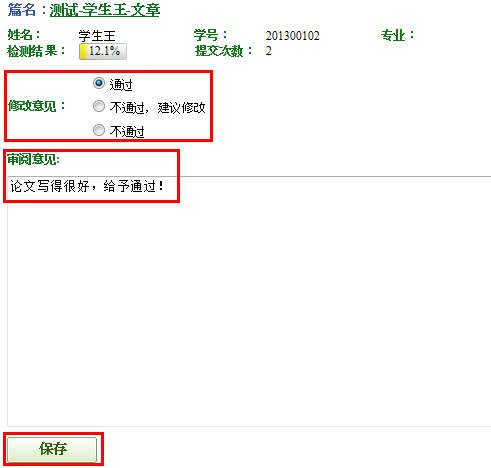 篇名：测试-学生王-文章
姓名： 学生王 学号： 201300102 专业：
检测结果： 12.1% 提交次数： 2
通过
修改意见： 不通过，建议修改
不通过
审阅意见:
论文写得很好，给予通过！
保存